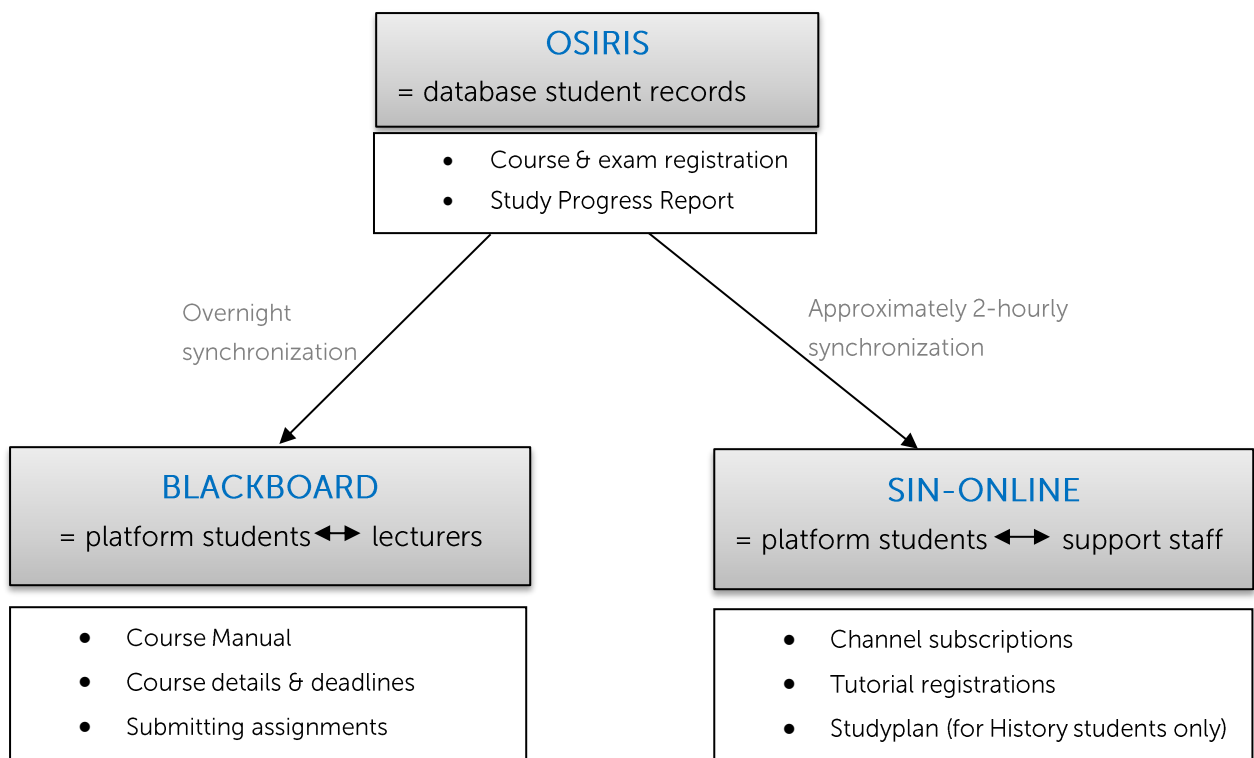 OSIRIS
= database student records
• Course & exam registration
• Study Progress Report
Overnight
synchronization
Approximately 2-hourly
synchronization
BLACKBOARD
= platform students ↔ lecturers
• Course Manual
• Course details & deadlines
• Submitting assignments
SIN-ONLINE
= platform students ↔ support staff
• Channel subscriptions
• Tutorial registrations
• Studyplan (for History students only)